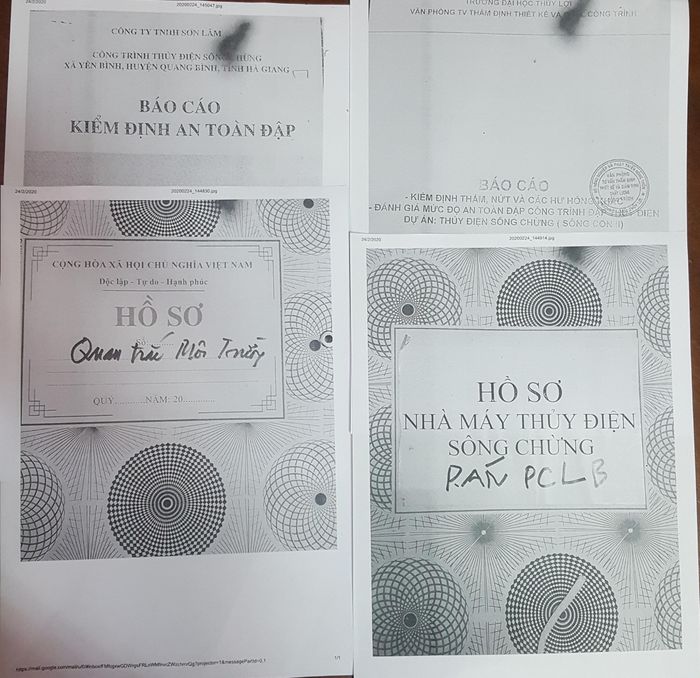 24/2/2020 20200224_145047.jpg
CÔNG TY TNHH SƠN LÂM
CÔNG TRÌNH THỦY ĐIỆN SÔNG CHỪNG
XÃ YÊN BÌNH, HUYỆN QUANG BÌNH, TỈNH HÀ GIANG
BÁO CÁO
KIỂM ĐỊNH AN TOÀN ĐẬP
TRƯỜNG ĐẠI HỌC THỦY LỢI
VĂN PHÒNG TV THẨM ĐỊNH THIẾT KẾ VÀ CÔNG TRÌNH
BÁO CÁO
- KIỂM ĐỊNH THẤM, NỨT VÀ CÁC HƯ HỎNG
- ĐÁNH GIÁ MỨC ĐỘ AN TOÀN ĐẬP CÔNG TRÌNH ĐẬP THỦY ĐIỆN
DỰ ÁN: THỦY ĐIỆN SÔNG CHỪNG ( SÔNG CON II)
24/2/2020 20200224_144830.jpg
CỘNG HÒA XÃ HỘI CHỦ NGHĨA VIỆT NAM
Độc lập - Tự do - Hạnh phúc
HỒ SƠ
Số:
Quan trắc Môi Trường
QUÝ............NĂM: 20............
1/1
24/2/2020 20200224_144914.jpg
HỒ SƠ
NHÀ MÁY THỦY ĐIỆN
SÔNG CHỪNG
P.ÁN PCLB